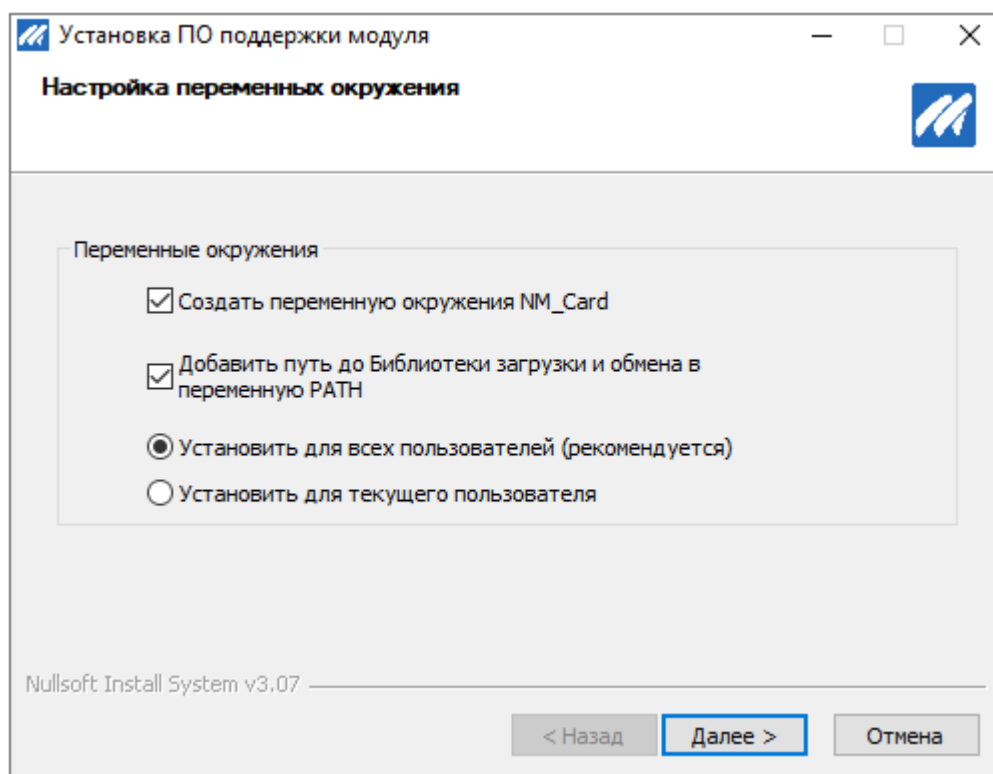 Установка ПО поддержки модуля
Настройка переменных окружения
Переменные окружения
Создать переменную окружения NM_Card
Добавить путь до Библиотеки загрузки и обмена в
переменную PATH
Установить для всех пользователей (рекомендуется)
Установить для текущего пользователя
Nullsoft Install System v3.07
< Назад
Далее >
Отмена